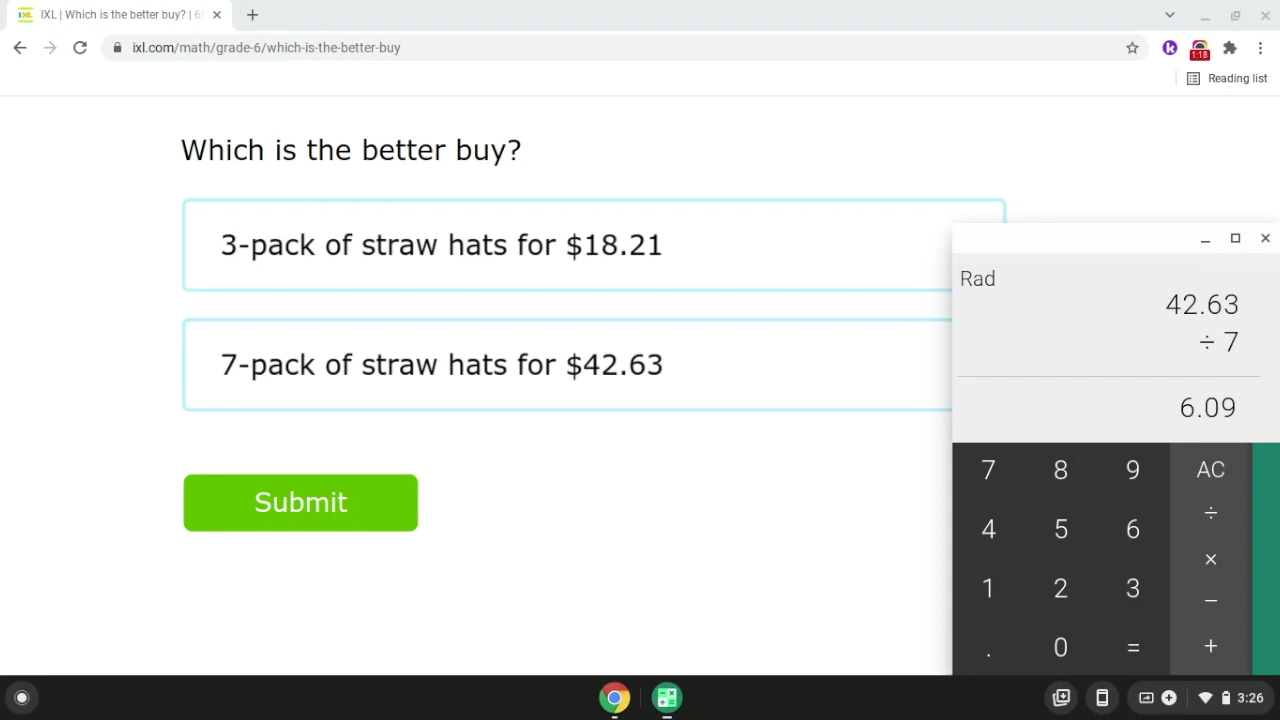 IXL | Which is the better buy? | 6t
ixl.com/math/grade-6/which-is-the-better-buy
1:18
Reading list
Which is the better buy?
3-pack of straw hats for $18.21
7-pack of straw hats for $42.63
Submit
Rad
42.63
÷ 7
6.09
7 8 9 AC
÷
4 5 6
×
1 2 3
−
. 0 = +
3:26